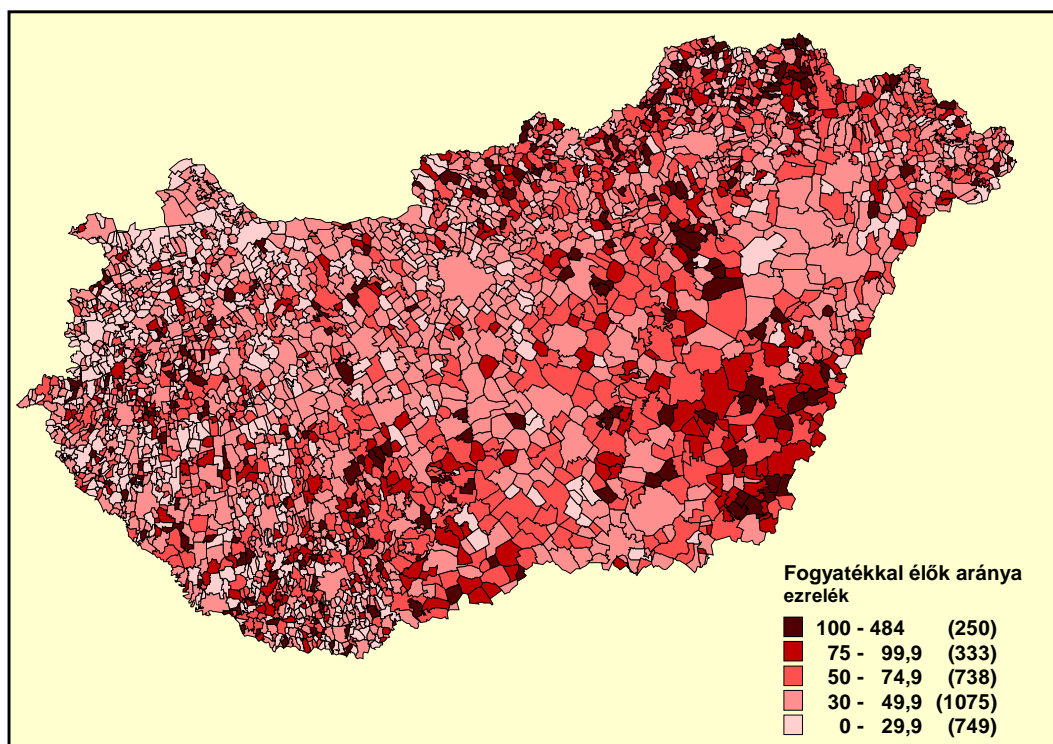 Fogyatékkal élők aránya
ezrelék
100 - 484 (250)
75 - 99,9 (333)
50 - 74,9 (738)
30 - 49,9 (1075)
0 - 29,9 (749)